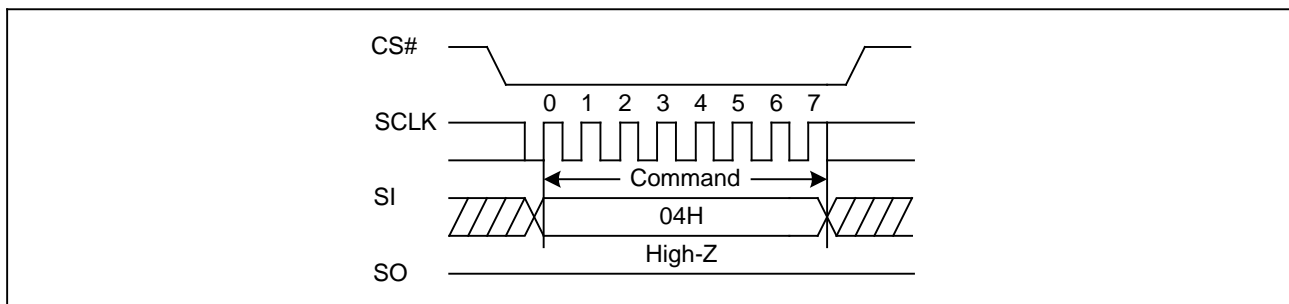 CS#
0 1 2 3 4 5 6 7
SCLK
Command
SI
04H
High-Z
SO